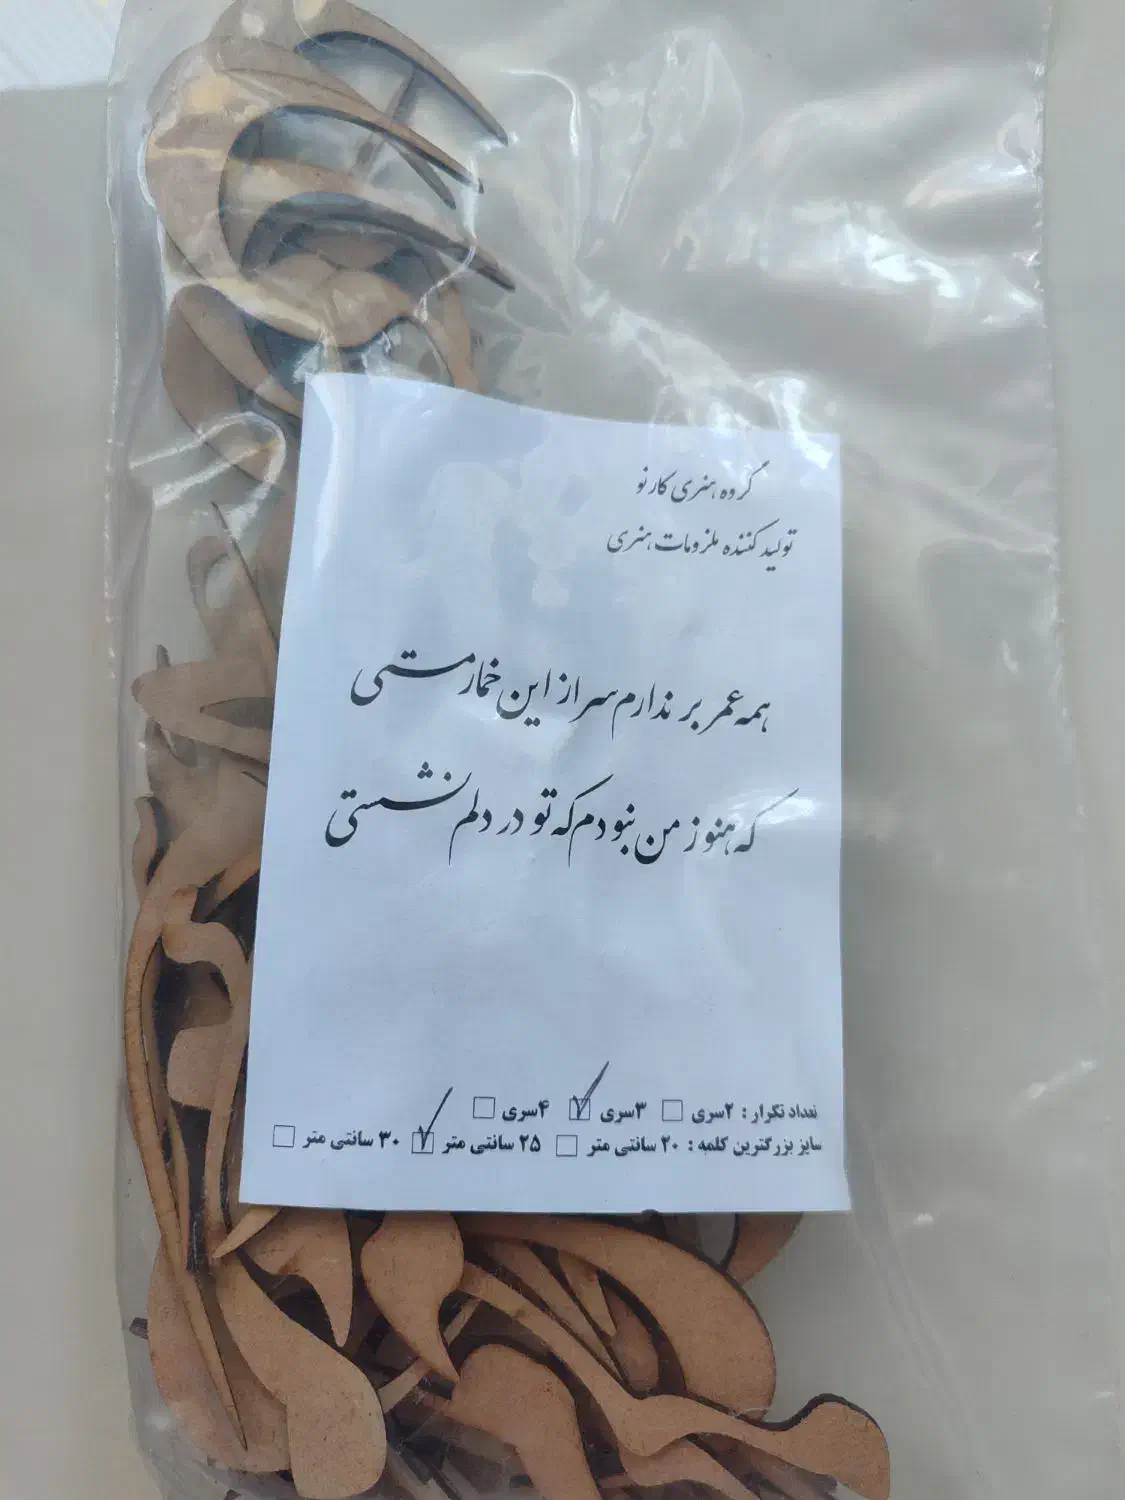 گروه هنری کارنو
تولید کننده ملزومات هنری
همه عمر بر ندارم سر از این خمار مستی
که هنوز من نبودم که تو در دلم نشستی
تعداد تکرار : ۲سری ۳سری ۴سری
سایز بزرگترین کلمه : ۲۰ سانتی متر ۲۵ سانتی متر ۳۰ سانتی متر